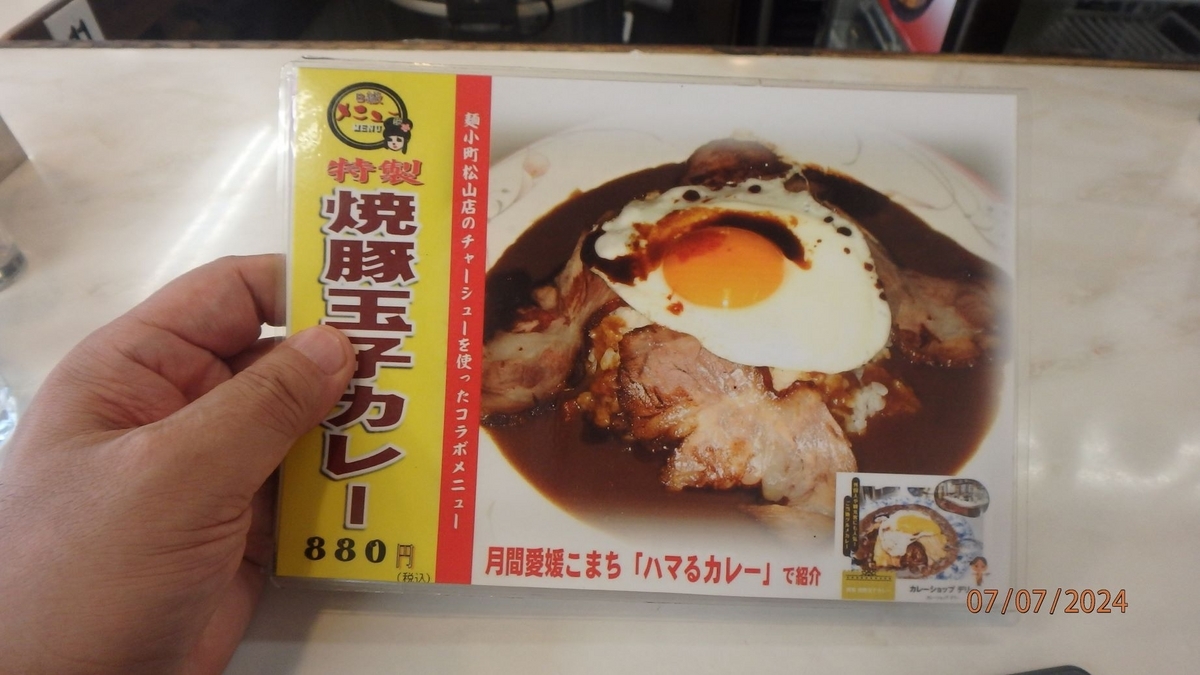 メニュー
MENU
特製
焼豚玉子カレー
880円
(税込)
麺小町松山店のチャーシューを使ったコラボメニュー
月間愛媛こまち「ハマるカレー」で紹介
カレーショップ デ
07/07/2024